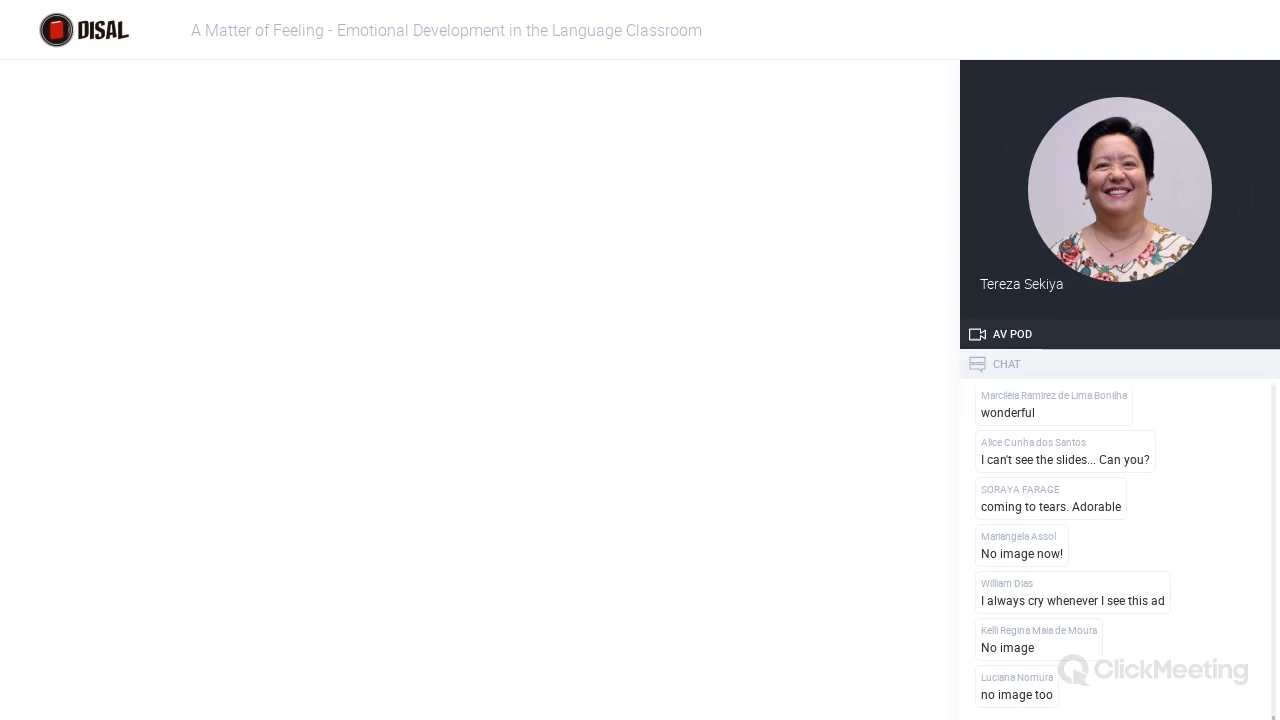 DISAL
A Matter of Feeling - Emotional Development in the Language Classroom
Tereza Sekiya
AV POD
CHAT
Marciléia Ramirez de Lima Bonilha
wonderful
Alice Cunha dos Santos
I can't see the slides... Can you?
SORAYA FARAGE
coming to tears. Adorable
Mariangela Assol
No image now!
William Dias
I always cry whenever I see this ad
Kelli Regina Maia de Moura
No image
Luciana Nomura
no image too
ClickMeeting